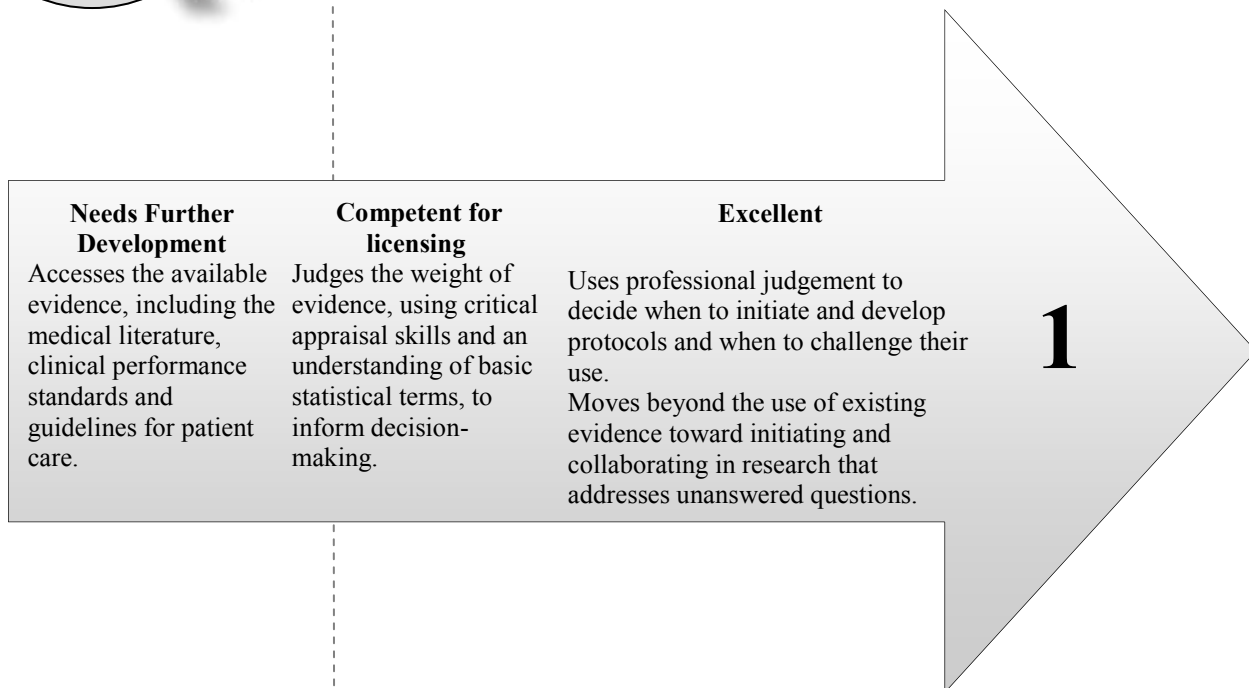 Needs Further
Development
Accesses the available
evidence, including the
medical literature,
clinical performance
standards and
guidelines for patient
care.
Competent for
licensing
Judges the weight of
evidence, using critical
appraisal skills and an
understanding of basic
statistical terms, to
inform decision-
making.
Excellent
Uses professional judgement to
decide when to initiate and develop
protocols and when to challenge their
use.
Moves beyond the use of existing
evidence toward initiating and
collaborating in research that
addresses unanswered questions.
1